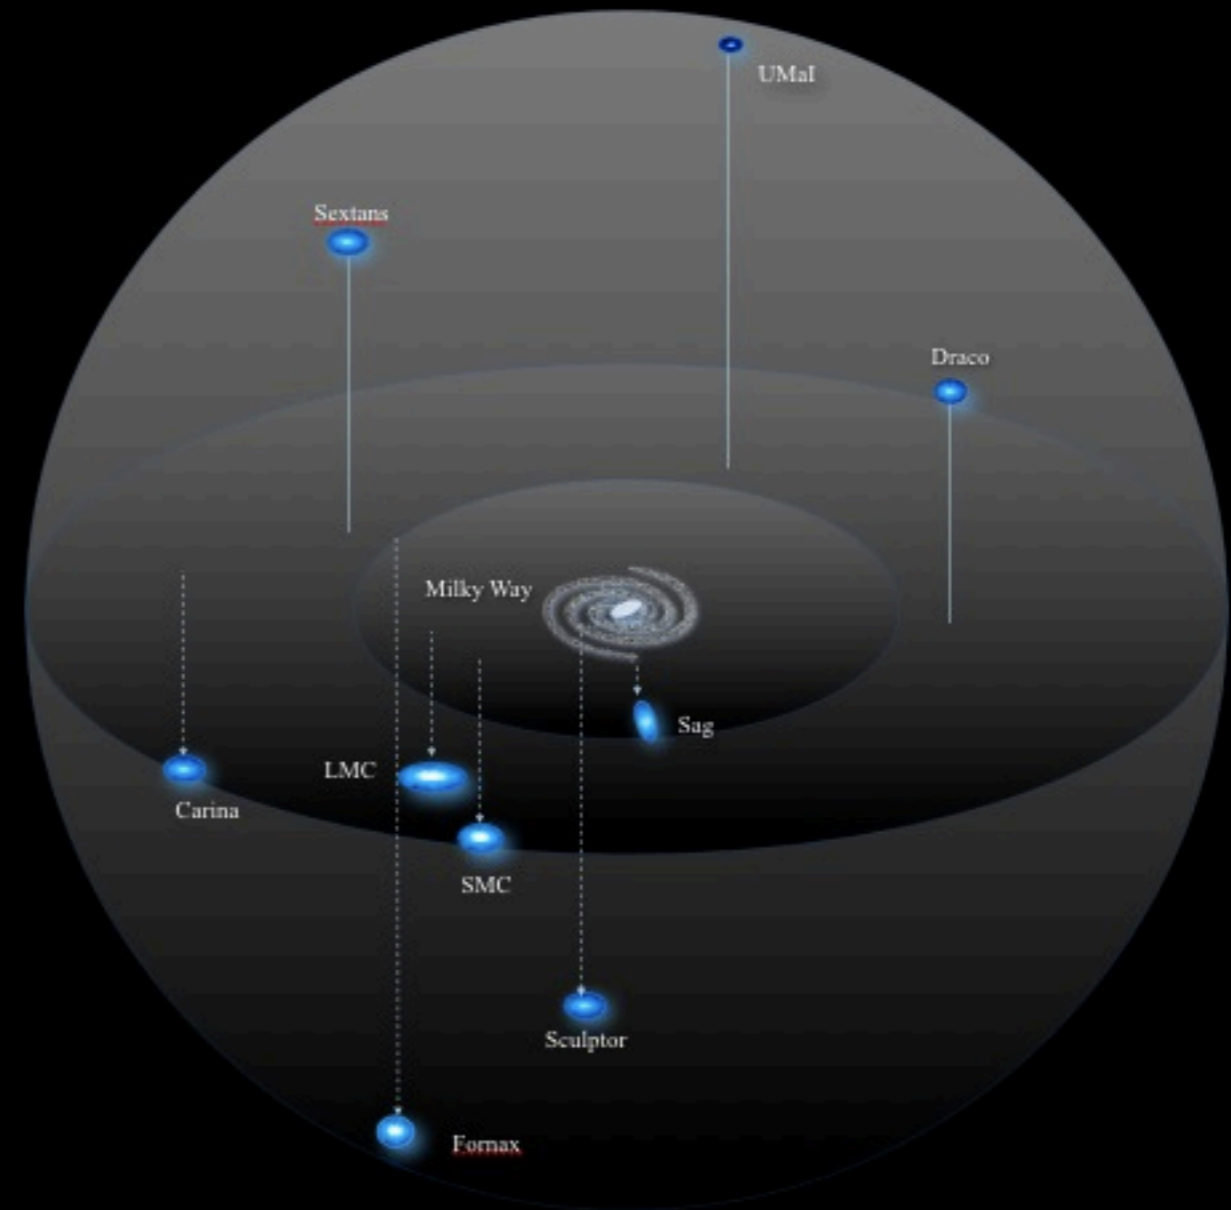 UMaI
Sextans
Draco
Milky Way
Sag
LMC
Carina
SMC
Sculptor
Fornax